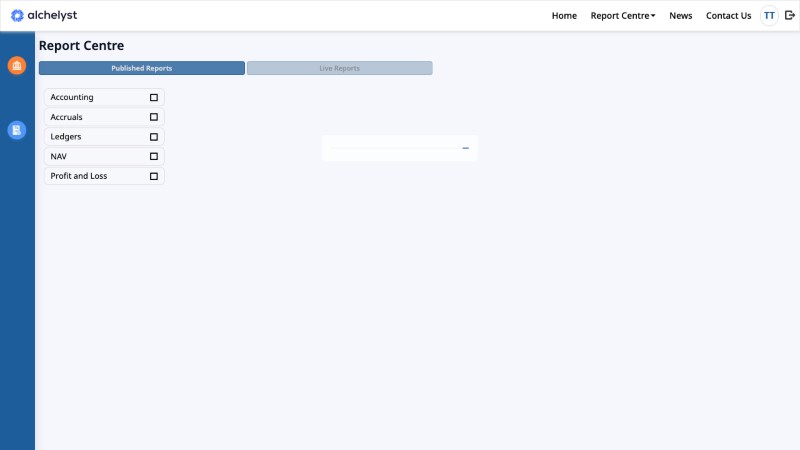 alchelyst
Home
Report Centre
News
Contact Us
TT
Report Centre
Published Reports
Live Reports
Accounting
Accruals
Ledgers
NAV
Profit and Loss